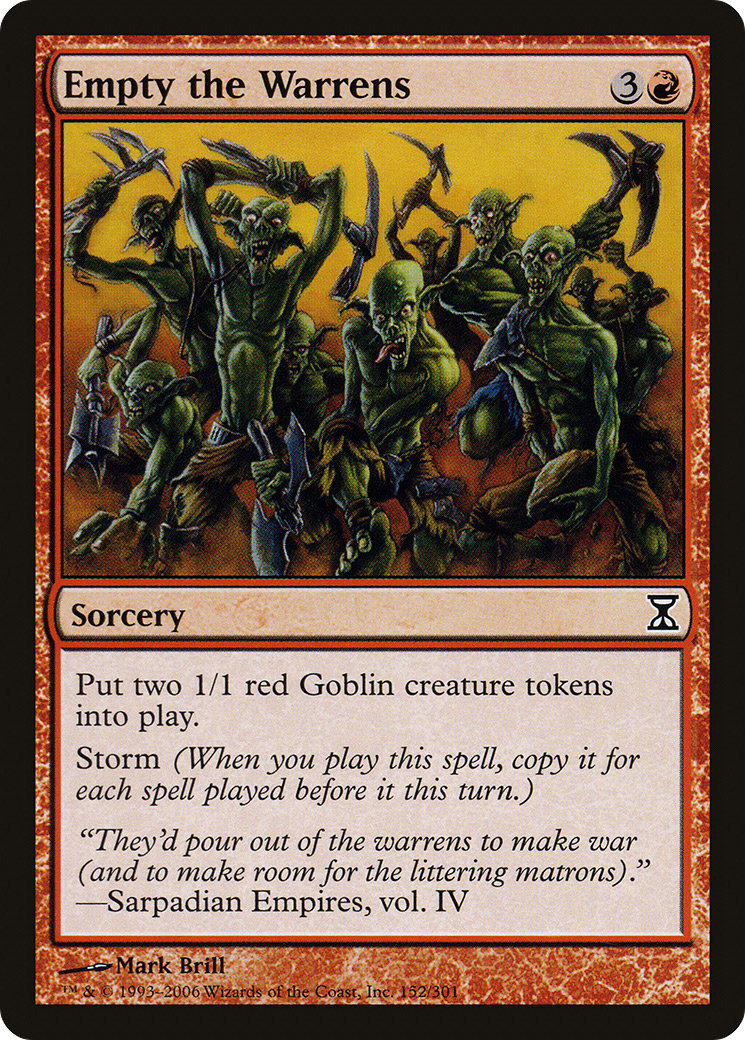 Empty the Warrens 3
Sorcery
Put two 1/1 red Goblin creature tokens
into play.
Storm (When you play this spell, copy it for
each spell played before it this turn.)
“They’d pour out of the warrens to make war
(and to make room for the littering matrons).”
—Sarpadian Empires, vol. IV
Mark Brill
™ & © 1993–2006 Wizards of the Coast, Inc. 152/301